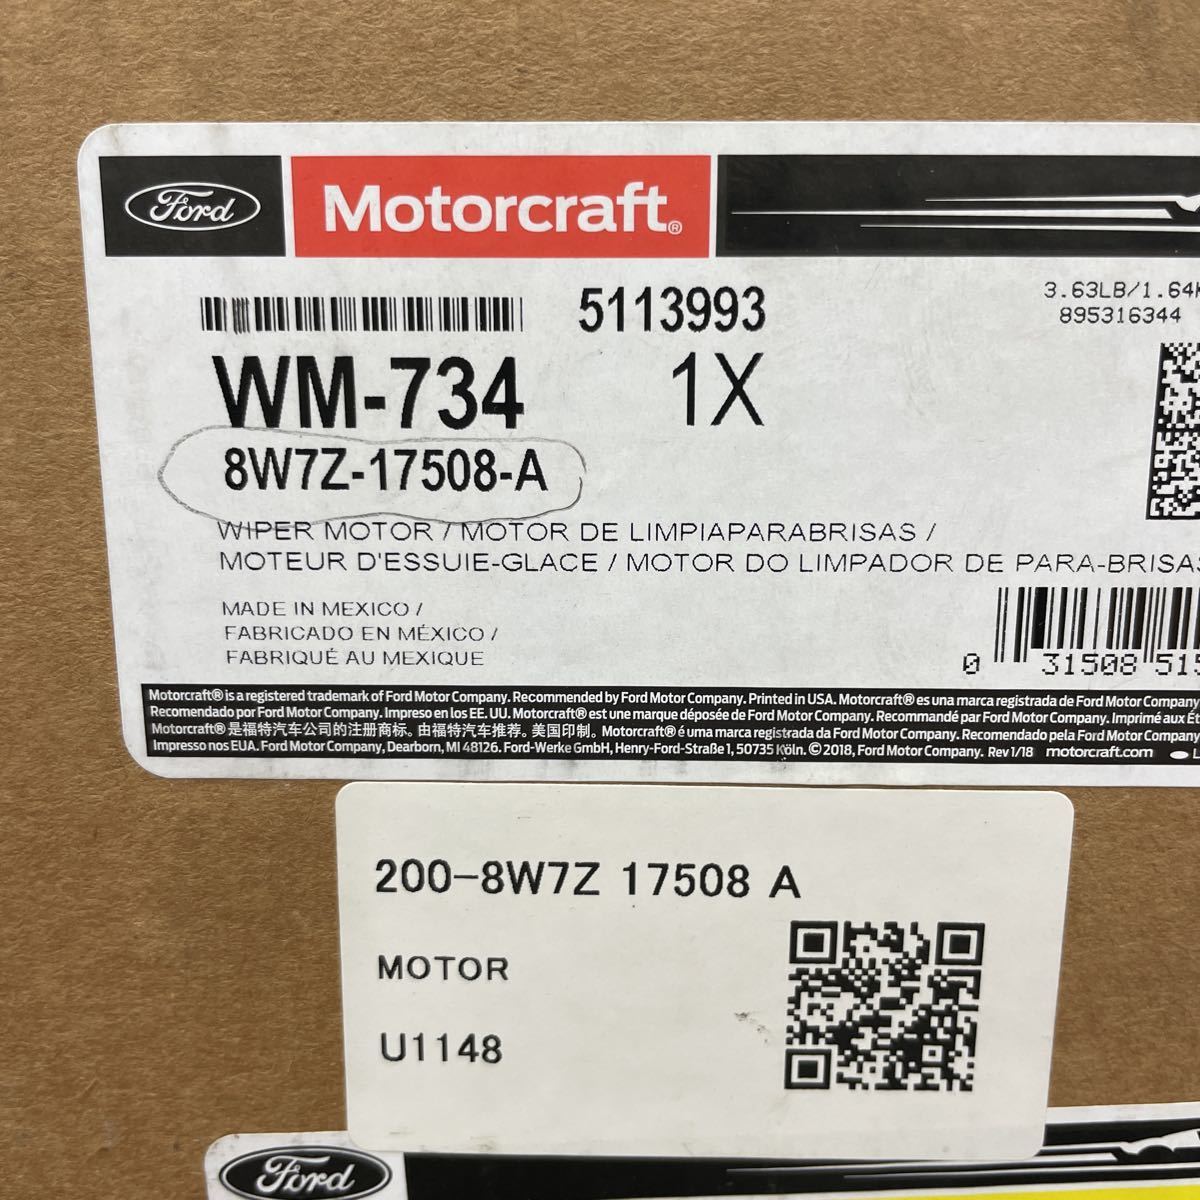 Ford
Motorcraft®
5113993
3.63LB/1.64K
895316344
WM-734
1X
8W7Z-17508-A
WIPER MOTOR / MOTOR DE LIMPIAPARABRISAS /
MOTEUR D'ESSUIE-GLACE / MOTOR DO LIMPADOR DE PARA-BRISAS
MADE IN MEXICO /
FABRICADO EN MÉXICO /
FABRIQUÉ AU MEXIQUE
0 31508 515
Motorcraft® is a registered trademark of Ford Motor Company. Recommended by Ford Motor Company. Printed in USA. Motorcraft® es una marca registrada de Ford Motor Company
Recomendado por Ford Motor Company. Impreso en los EE. UU. Motorcraft® est une marque déposée de Ford Motor Company. Recommandé par Ford Motor Company. Imprimé aux Ét
Motorcraft® 是福特汽车公司的注册商标。由福特汽车推荐。美国印制。Motorcraft® é uma marca registrada da Ford Motor Company. Recomendado pela Ford Motor Company
Impresso nos EUA. Ford Motor Company, Dearborn, MI 48126. Ford-Werke GmbH, Henry-Ford-Straße 1, 50735 Köln. © 2018, Ford Motor Company. Rev 1/18 motorcraft.com L
200-8W7Z 17508 A
MOTOR
U1148
Ford